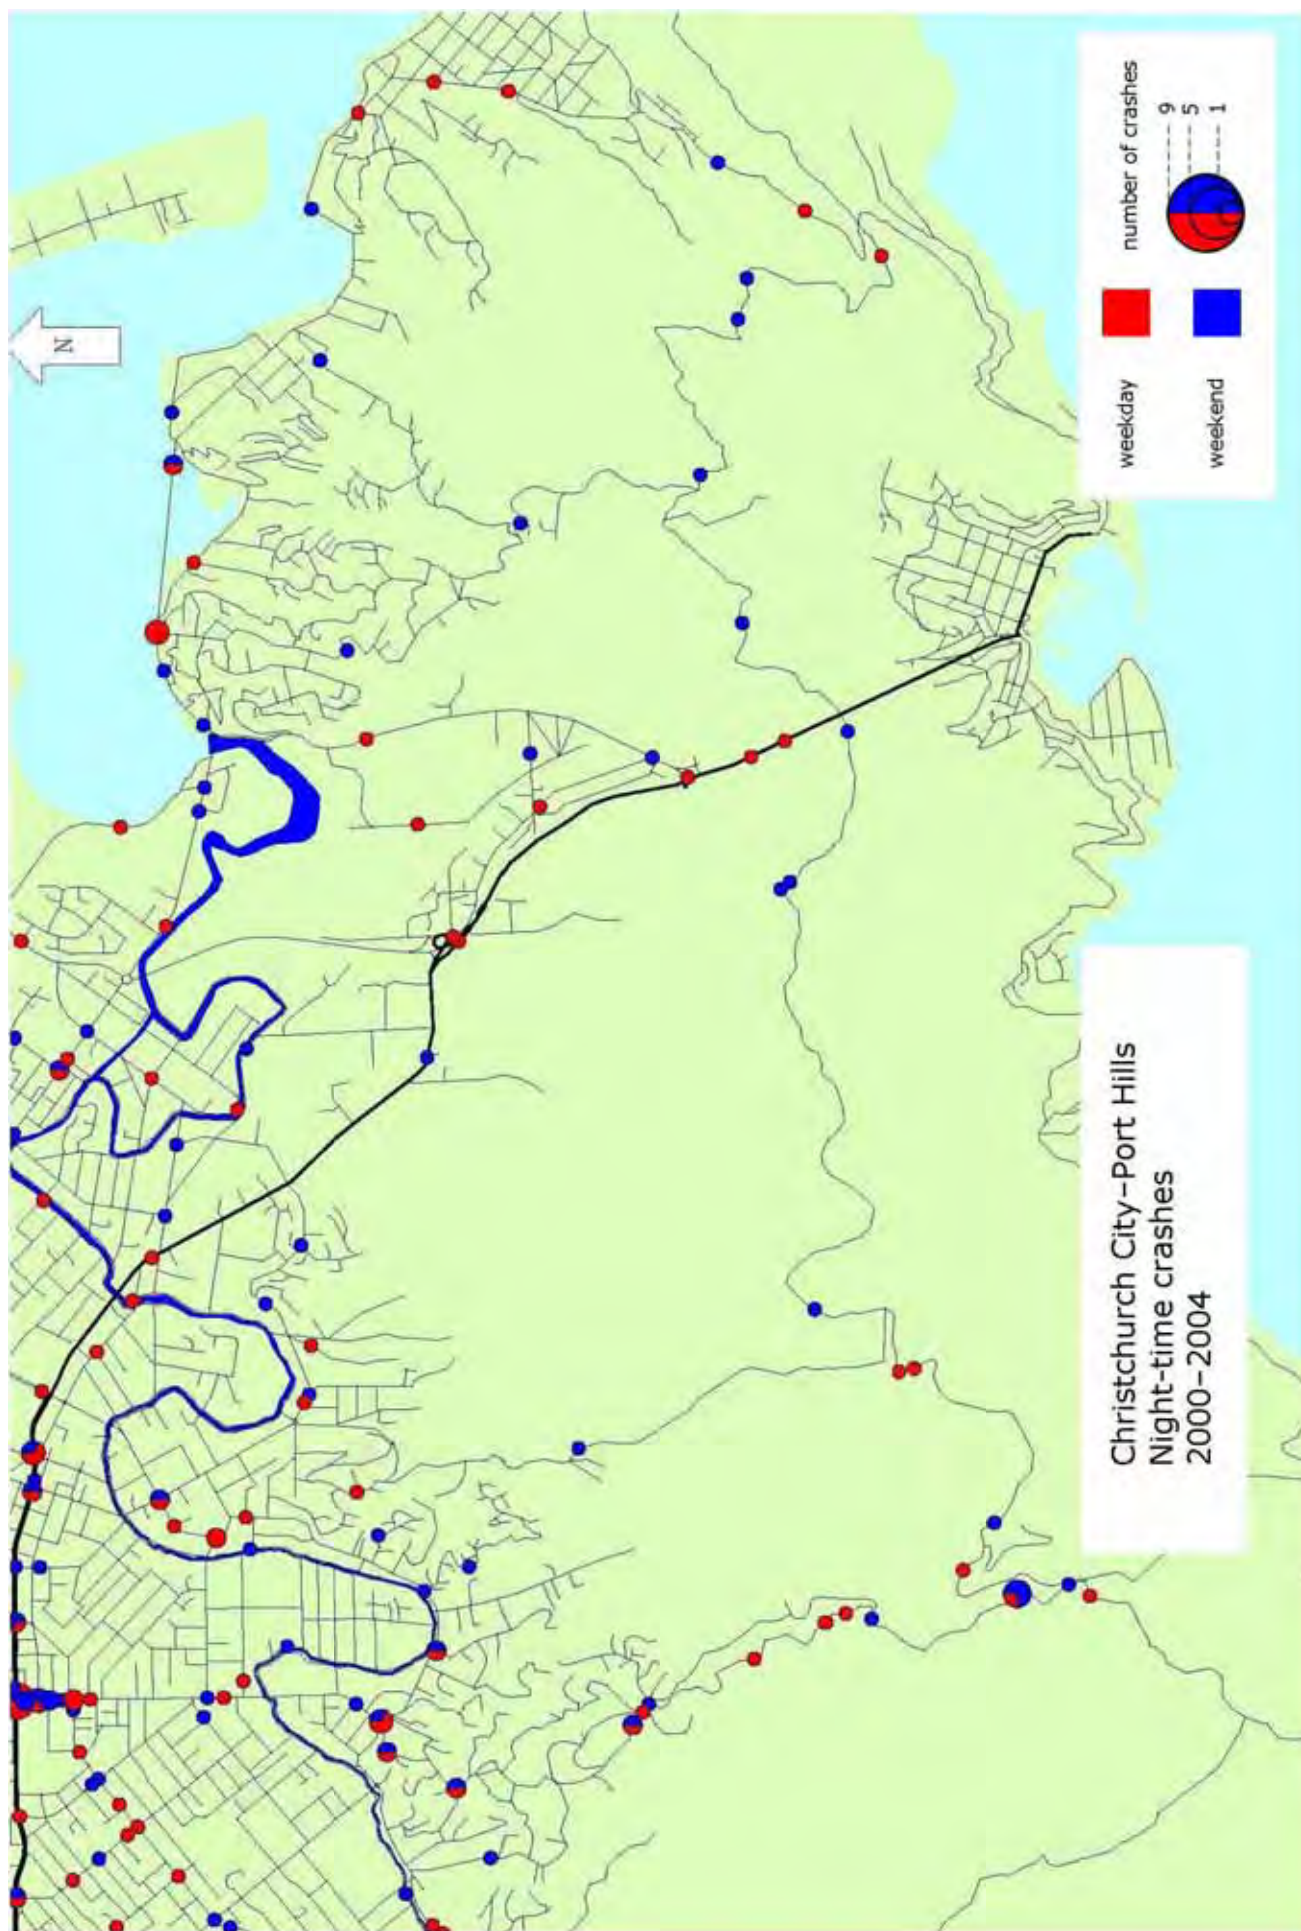 N
number of crashes
9
5
1
weekday
weekend
Christchurch City–Port Hills
Night-time crashes
2000–2004